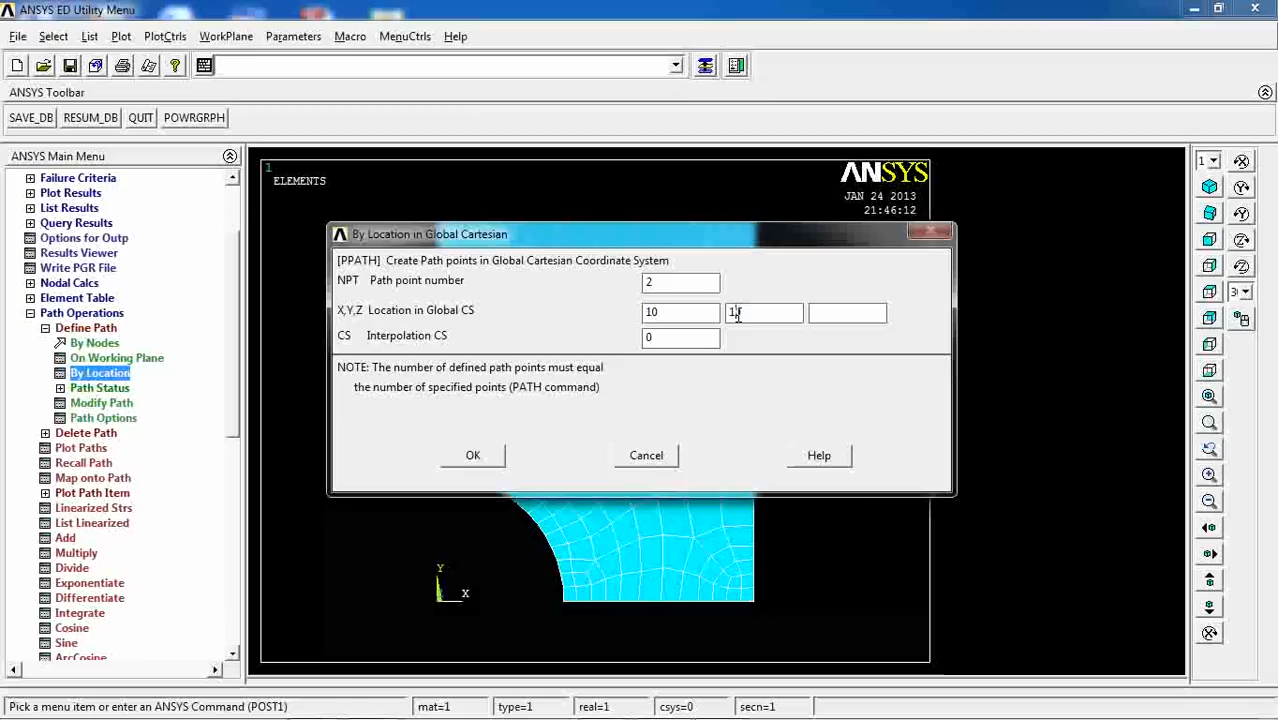 ANSYS ED Utility Menu
File Select List Plot PlotCtrls WorkPlane Parameters Macro MenuCtrls Help
ANSYS Toolbar
SAVE_DB RESUM_DB QUIT POWRGRPH
ANSYS Main Menu
Failure Criteria
Plot Results
List Results
Query Results
Options for Outp
Results Viewer
Write PGR File
Nodal Calcs
Element Table
Path Operations
Define Path
By Nodes
On Working Plane
By Location
Path Status
Modify Path
Path Options
Delete Path
Plot Paths
Recall Path
Map onto Path
Plot Path Item
Linearized Strs
List Linearized
Add
Multiply
Divide
Exponentiate
Differentiate
Integrate
Cosine
Sine
ArcCosine
1
ELEMENTS
ANSYS
JAN 24 2013
21:46:12
By Location in Global Cartesian
[PPATH] Create Path points in Global Cartesian Coordinate System
NPT Path point number 2
X,Y,Z Location in Global CS 10
CS Interpolation CS 0
NOTE: The number of defined path points must equal
the number of specified points (PATH command)
OK Cancel Help
Y
X
1
Pick a menu item or enter an ANSYS Command (POST1) mat=1 type=1 real=1 csys=0 secn=1